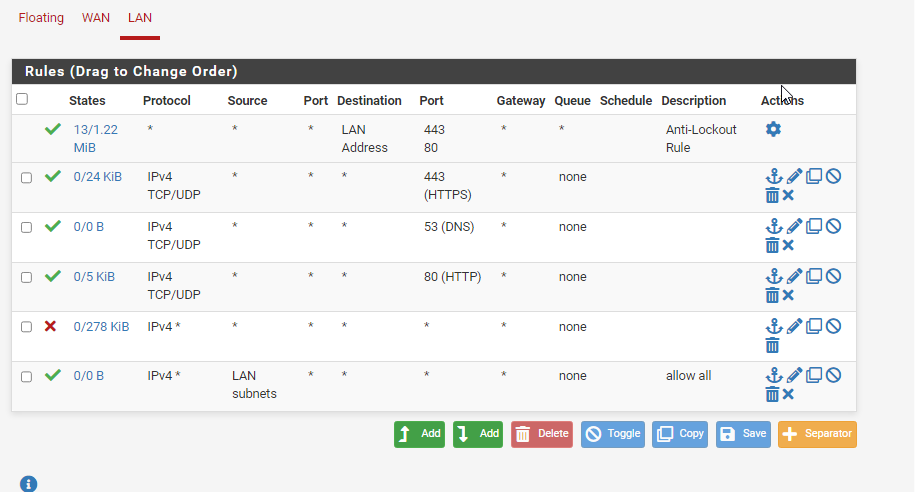 Floating WAN LAN
Rules (Drag to Change Order)
States Protocol Source Port Destination Port Gateway Queue Schedule Description Actions
13/1.22 * * * LAN 443 * * Anti-Lockout
MiB Address 80 Rule
0/24 KiB IPv4 * * * 443 * none
TCP/UDP (HTTPS)
0/0 B IPv4 * * * 53 (DNS) * none
TCP/UDP
0/5 KiB IPv4 * * * 80 (HTTP) * none
TCP/UDP
0/278 KiB IPv4 * * * * * * none
0/0 B IPv4 * LAN * * * * none allow all
subnets
Add Add Delete Toggle Copy Save Separator